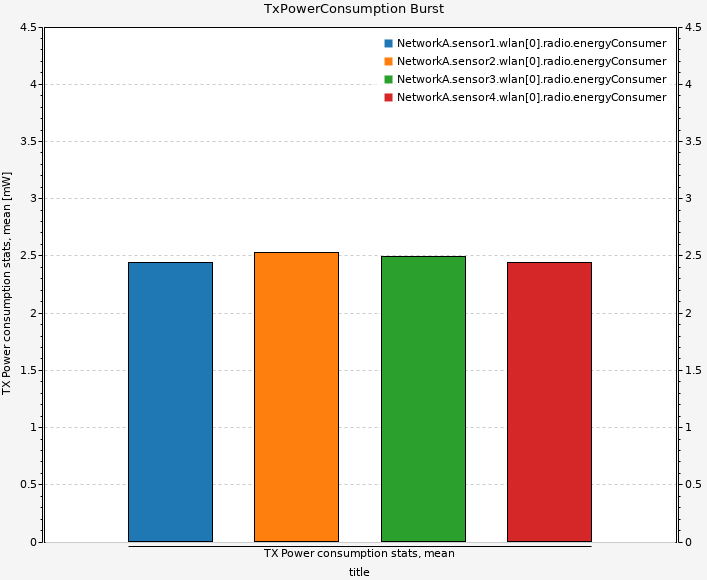 TxPowerConsumption Burst
NetworkA.sensor1.wlan[0].radio.energyConsumer
NetworkA.sensor2.wlan[0].radio.energyConsumer
NetworkA.sensor3.wlan[0].radio.energyConsumer
NetworkA.sensor4.wlan[0].radio.energyConsumer
TX Power consumption stats, mean [mW]
4.5
4
3.5
3
2.5
2
1.5
1
0.5
0
4.5
4
3.5
3
2.5
2
1.5
1
0.5
0
TX Power consumption stats, mean
title